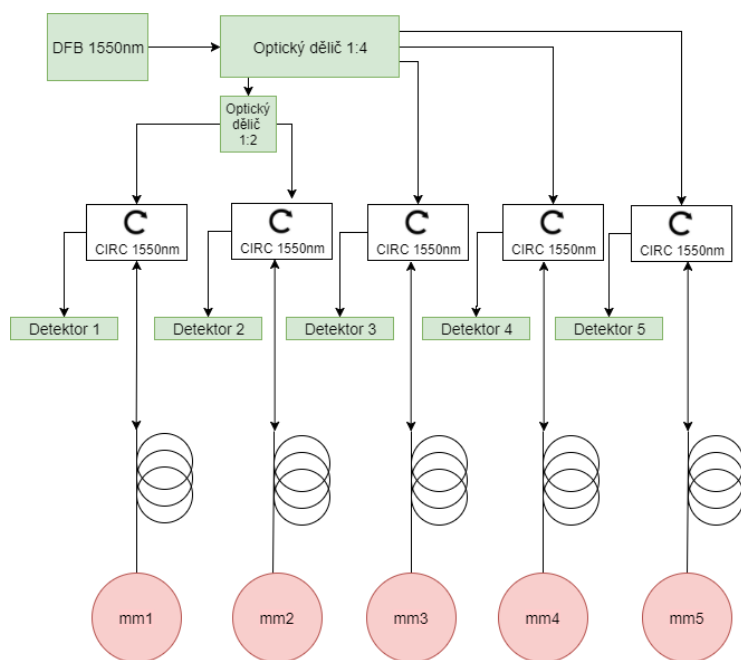 DFB 1550nm
Optický dělič 1:4
Optický
dělič
1:2
CIRC 1550nm
CIRC 1550nm
CIRC 1550nm
CIRC 1550nm
CIRC 1550nm
Detektor 1
Detektor 2
Detektor 3
Detektor 4
Detektor 5
mm1
mm2
mm3
mm4
mm5